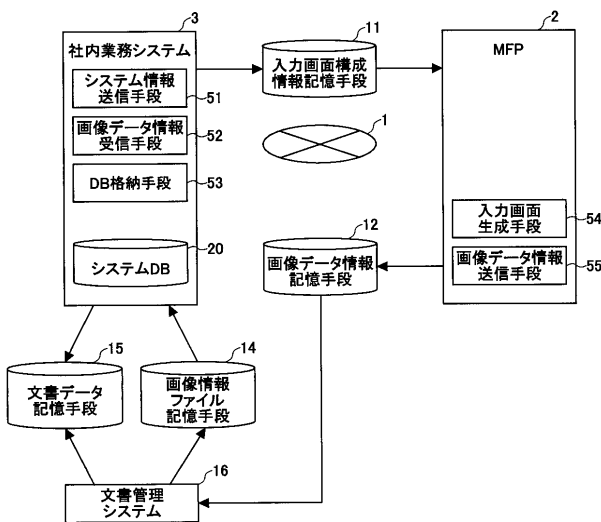 3
社内業務システム
システム情報
送信手段
51
画像データ情報
受信手段
52
DB格納手段
53
20
システムDB
11
入力画面構成
情報記憶手段
1
2
MFP
入力画面
生成手段
54
画像データ情報
送信手段
55
12
画像データ情報
記憶手段
15
文書データ
記憶手段
14
画像情報
ファイル
記憶手段
16
文書管理
システム